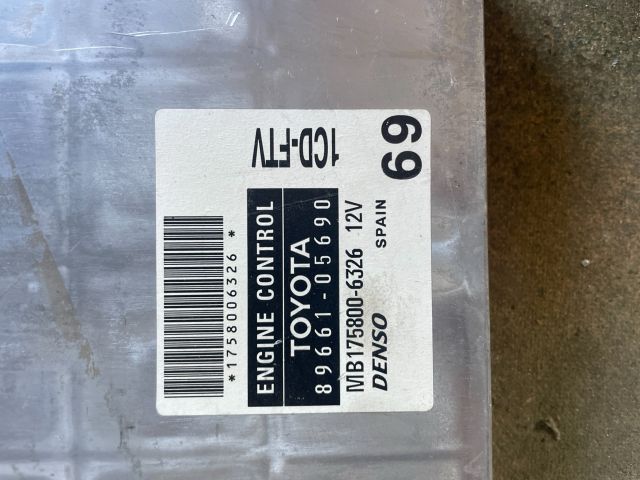 *1758006326*
ENGINE CONTROL
TOYOTA
89661-05690
MB175800-6326 12V
DENSO SPAIN
1CD-FTV
69